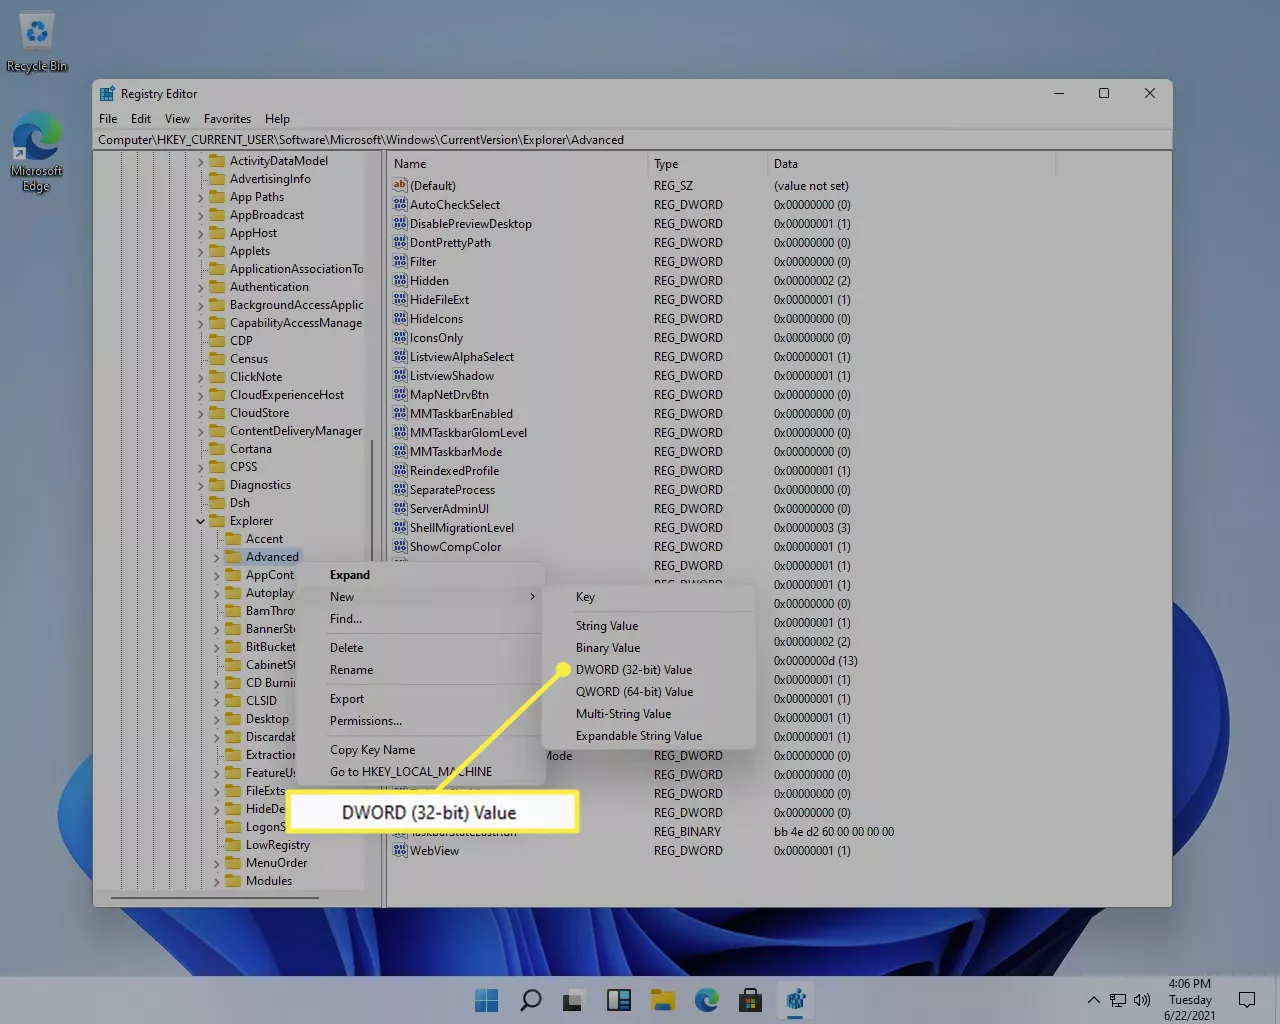 Recycle Bin
Microsoft
Edge
Registry Editor
File Edit View Favorites Help
Computer\HKEY_CURRENT_USER\Software\Microsoft\Windows\CurrentVersion\Explorer\Advanced
ActivityDataModel
AdvertisingInfo
App Paths
AppBroadcast
AppHost
Applets
ApplicationAssociationTo
Authentication
BackgroundAccessApplic
CapabilityAccessManage
CDP
Census
ClickNote
CloudExperienceHost
CloudStore
ContentDeliveryManager
Cortana
CPSS
Diagnostics
Dsh
Explorer
Accent
Advanced
AppCont
Autoplay
BamThro
BannerSto
BitBucket
CabinetSt
CD Burnin
CLSID
Desktop
Discardab
Extraction
FeatureUs
FileExts
HideDe
LogonS
LowRegistry
MenuOrder
Modules
Name Type Data
(Default) REG_SZ (value not set)
AutoCheckSelect REG_DWORD 0x00000000 (0)
DisablePreviewDesktop REG_DWORD 0x00000001 (1)
DontPrettyPath REG_DWORD 0x00000000 (0)
Filter REG_DWORD 0x00000000 (0)
Hidden REG_DWORD 0x00000002 (2)
HideFileExt REG_DWORD 0x00000001 (1)
HideIcons REG_DWORD 0x00000000 (0)
IconsOnly REG_DWORD 0x00000000 (0)
ListviewAlphaSelect REG_DWORD 0x00000001 (1)
ListviewShadow REG_DWORD 0x00000001 (1)
MapNetDrvBtn REG_DWORD 0x00000000 (0)
MMTaskbarEnabled REG_DWORD 0x00000000 (0)
MMTaskbarGlomLevel REG_DWORD 0x00000000 (0)
MMTaskbarMode REG_DWORD 0x00000000 (0)
ReindexedProfile REG_DWORD 0x00000001 (1)
SeparateProcess REG_DWORD 0x00000000 (0)
ServerAdminUI REG_DWORD 0x00000000 (0)
ShellMigrationLevel REG_DWORD 0x00000003 (3)
ShowCompColor REG_DWORD 0x00000001 (1)
REG_DWORD 0x00000001 (1)
REG_DWORD 0x00000001 (1)
0x00000000 (0)
0x00000001 (1)
0x00000002 (2)
0x0000000d (13)
0x00000001 (1)
0x00000001 (1)
0x00000001 (1)
0x00000001 (1)
Mode REG_DWORD 0x00000000 (0)
REG_DWORD 0x00000000 (0)
REG_DWORD 0x00000000 (0)
REG_DWORD 0x00000000 (0)
REG_BINARY bb 4e d2 60 00 00 00 00
WebView REG_DWORD 0x00000001 (1)
Expand
New
Find...
Delete
Rename
Export
Permissions...
Copy Key Name
Go to HKEY_LOCAL_MACHINE
Key
String Value
Binary Value
DWORD (32-bit) Value
QWORD (64-bit) Value
Multi-String Value
Expandable String Value
DWORD (32-bit) Value
4:06 PM
Tuesday
6/22/2021